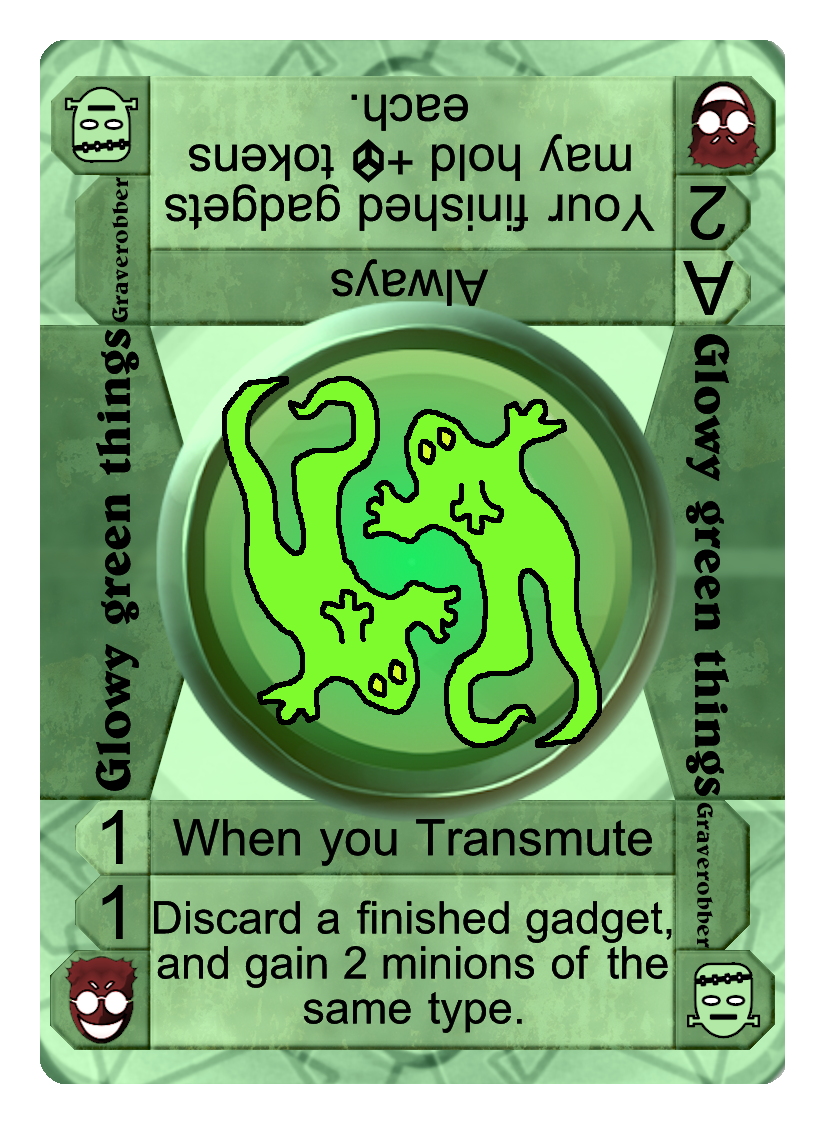 Always
Your finished gadgets
may hold +⬢ tokens
each.
A
2
Glowy green things
Graverobber
Glowy green things
Graverobber
1
When you Transmute
1
Discard a finished gadget,
and gain 2 minions of the
same type.